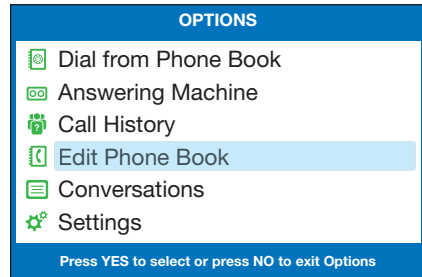 OPTIONS
Dial from Phone Book
Answering Machine
Call History
Edit Phone Book
Conversations
Settings
Press YES to select or press NO to exit Options